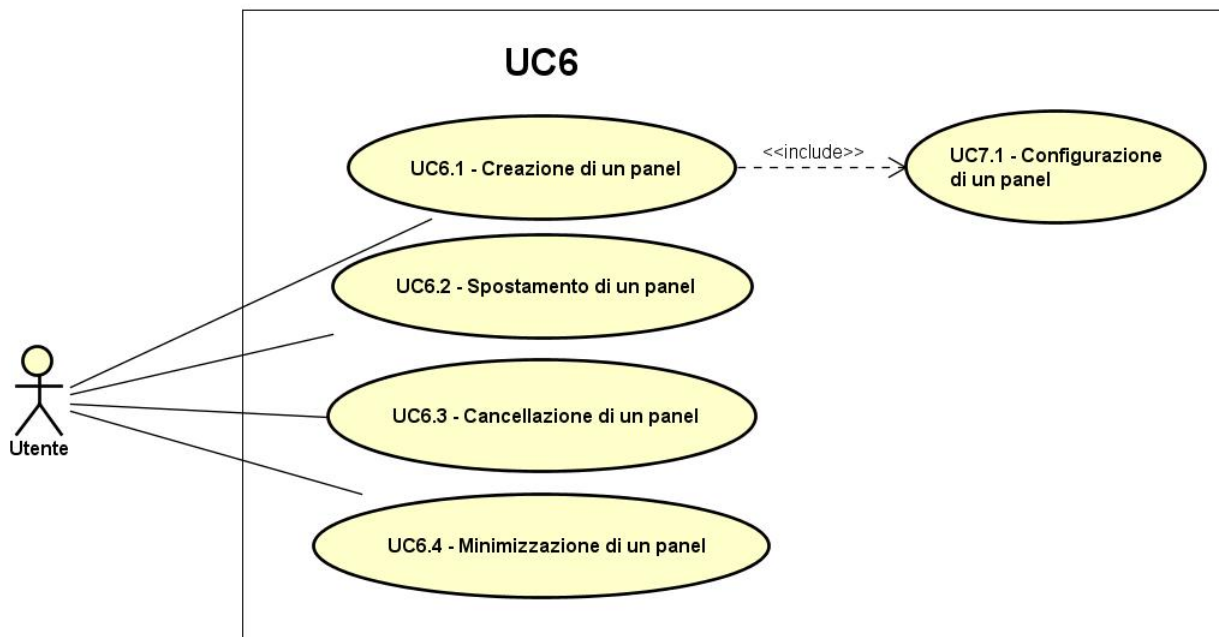 UC6
UC6.1 - Creazione di un panel
<<include>>
UC7.1 - Configurazione
di un panel
UC6.2 - Spostamento di un panel
UC6.3 - Cancellazione di un panel
Utente
UC6.4 - Minimizzazione di un panel